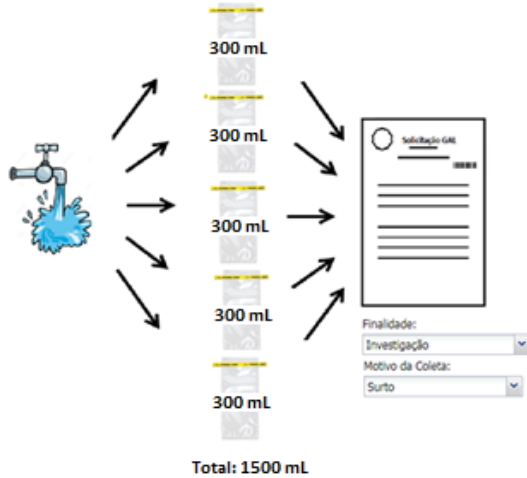 300 mL
300 mL
300 mL
300 mL
300 mL
Solicitação GAL
Finalidade:
Investigação
Motivo da Coleta:
Surto
Total: 1500 mL